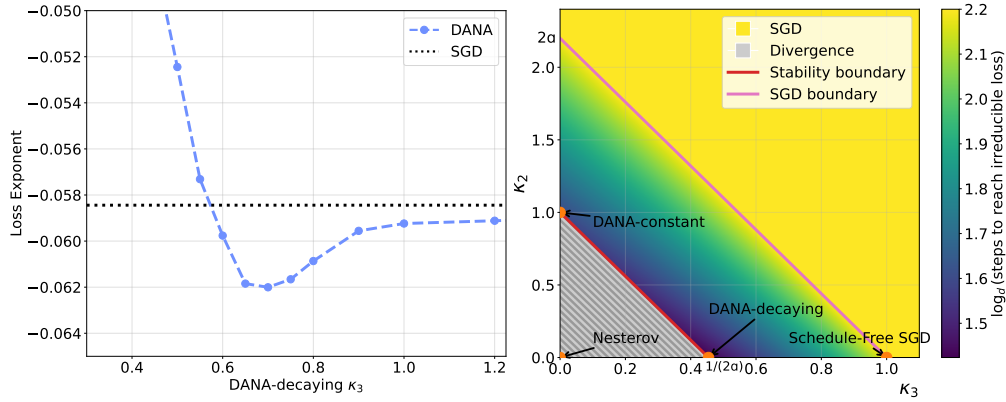 −0.050
−0.052
−0.054
−0.056
−0.058
−0.060
−0.062
−0.064
Loss Exponent
0.4
0.6
0.8
1.0
1.2
DANA-decaying κ3
DANA
SGD
2α
2.0
1.5
1.0
0.5
0.0
κ2
0.0
0.2
0.4
1/(2α)
0.6
0.8
1.0
κ3
SGD
Divergence
Stability boundary
SGD boundary
DANA-constant
DANA-decaying
Nesterov
Schedule-Free SGD
2.2
2.1
2.0
1.9
1.8
1.7
1.6
1.5
log_d(steps to reach irreducible loss)